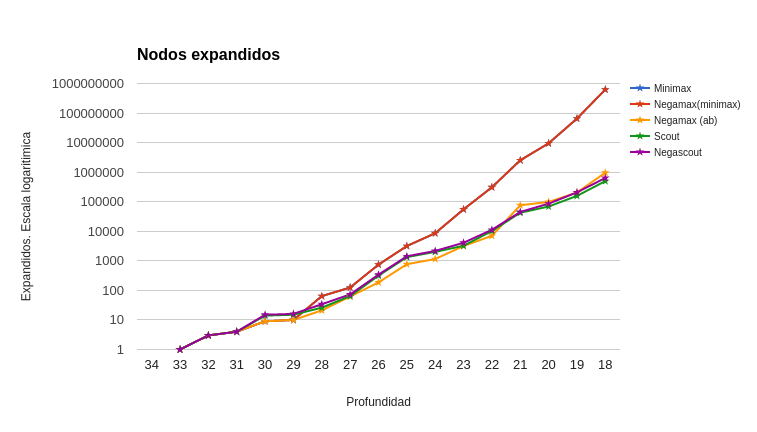 Nodos expandidos
Expandidos. Escala logaritimica
1000000000
100000000
10000000
1000000
100000
10000
1000
100
10
1
34 33 32 31 30 29 28 27 26 25 24 23 22 21 20 19 18
Profundidad
Minimax
Negamax(minimax)
Negamax (ab)
Scout
Negascout